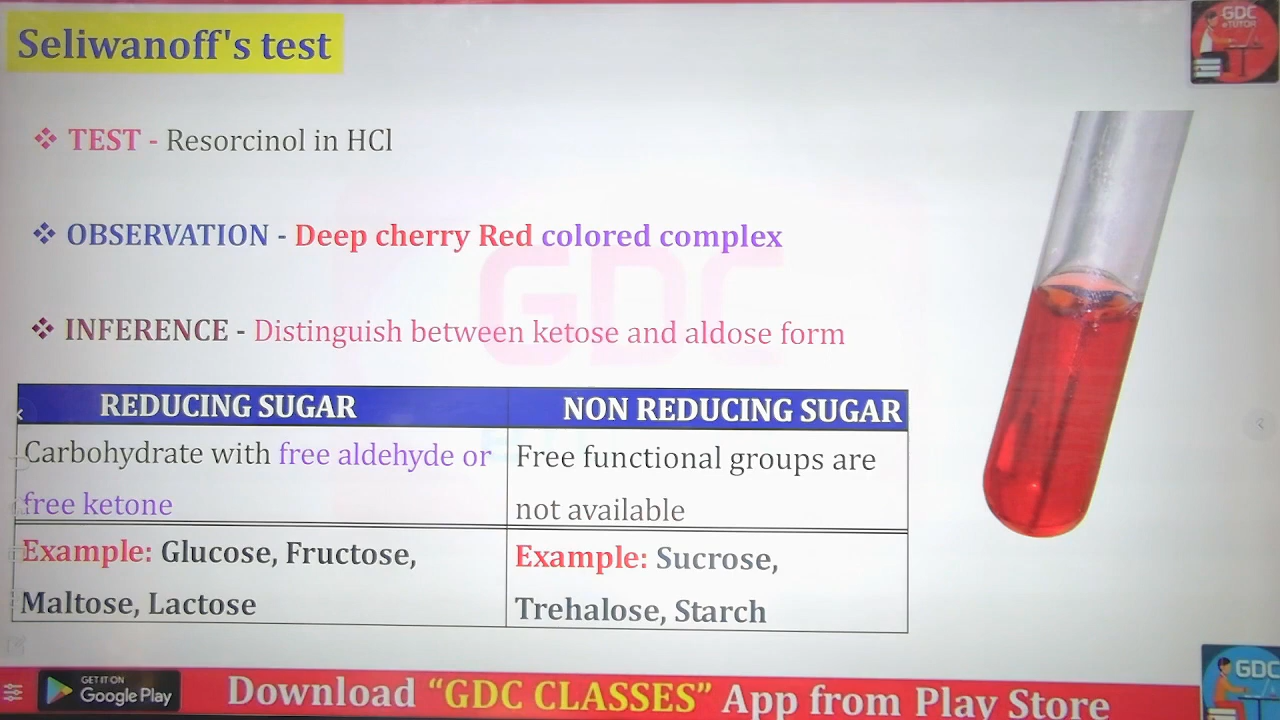 Seliwanoff's test
GDC
eTUTOR
❖ TEST - Resorcinol in HCl
❖ OBSERVATION - Deep cherry Red colored complex
GDC
❖ INFERENCE - Distinguish between ketose and aldose form
REDUCING SUGAR
NON REDUCING SUGAR
Carbohydrate with free aldehyde or
free ketone
Free functional groups are
not available
Example: Glucose, Fructose,
Maltose, Lactose
Example: Sucrose,
Trehalose, Starch
GET IT ON
Google Play
Download “GDC CLASSES” App from Play Store
GDC